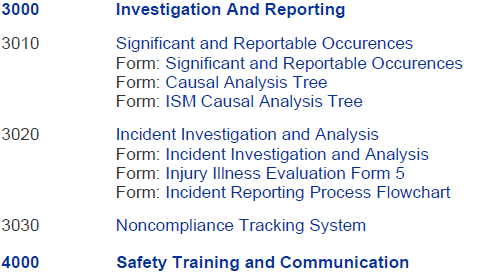 3000 Investigation And Reporting
3010 Significant and Reportable Occurences
Form: Significant and Reportable Occurences
Form: Causal Analysis Tree
Form: ISM Causal Analysis Tree
3020 Incident Investigation and Analysis
Form: Incident Investigation and Analysis
Form: Injury Illness Evaluation Form 5
Form: Incident Reporting Process Flowchart
3030 Noncompliance Tracking System
4000 Safety Training and Communication